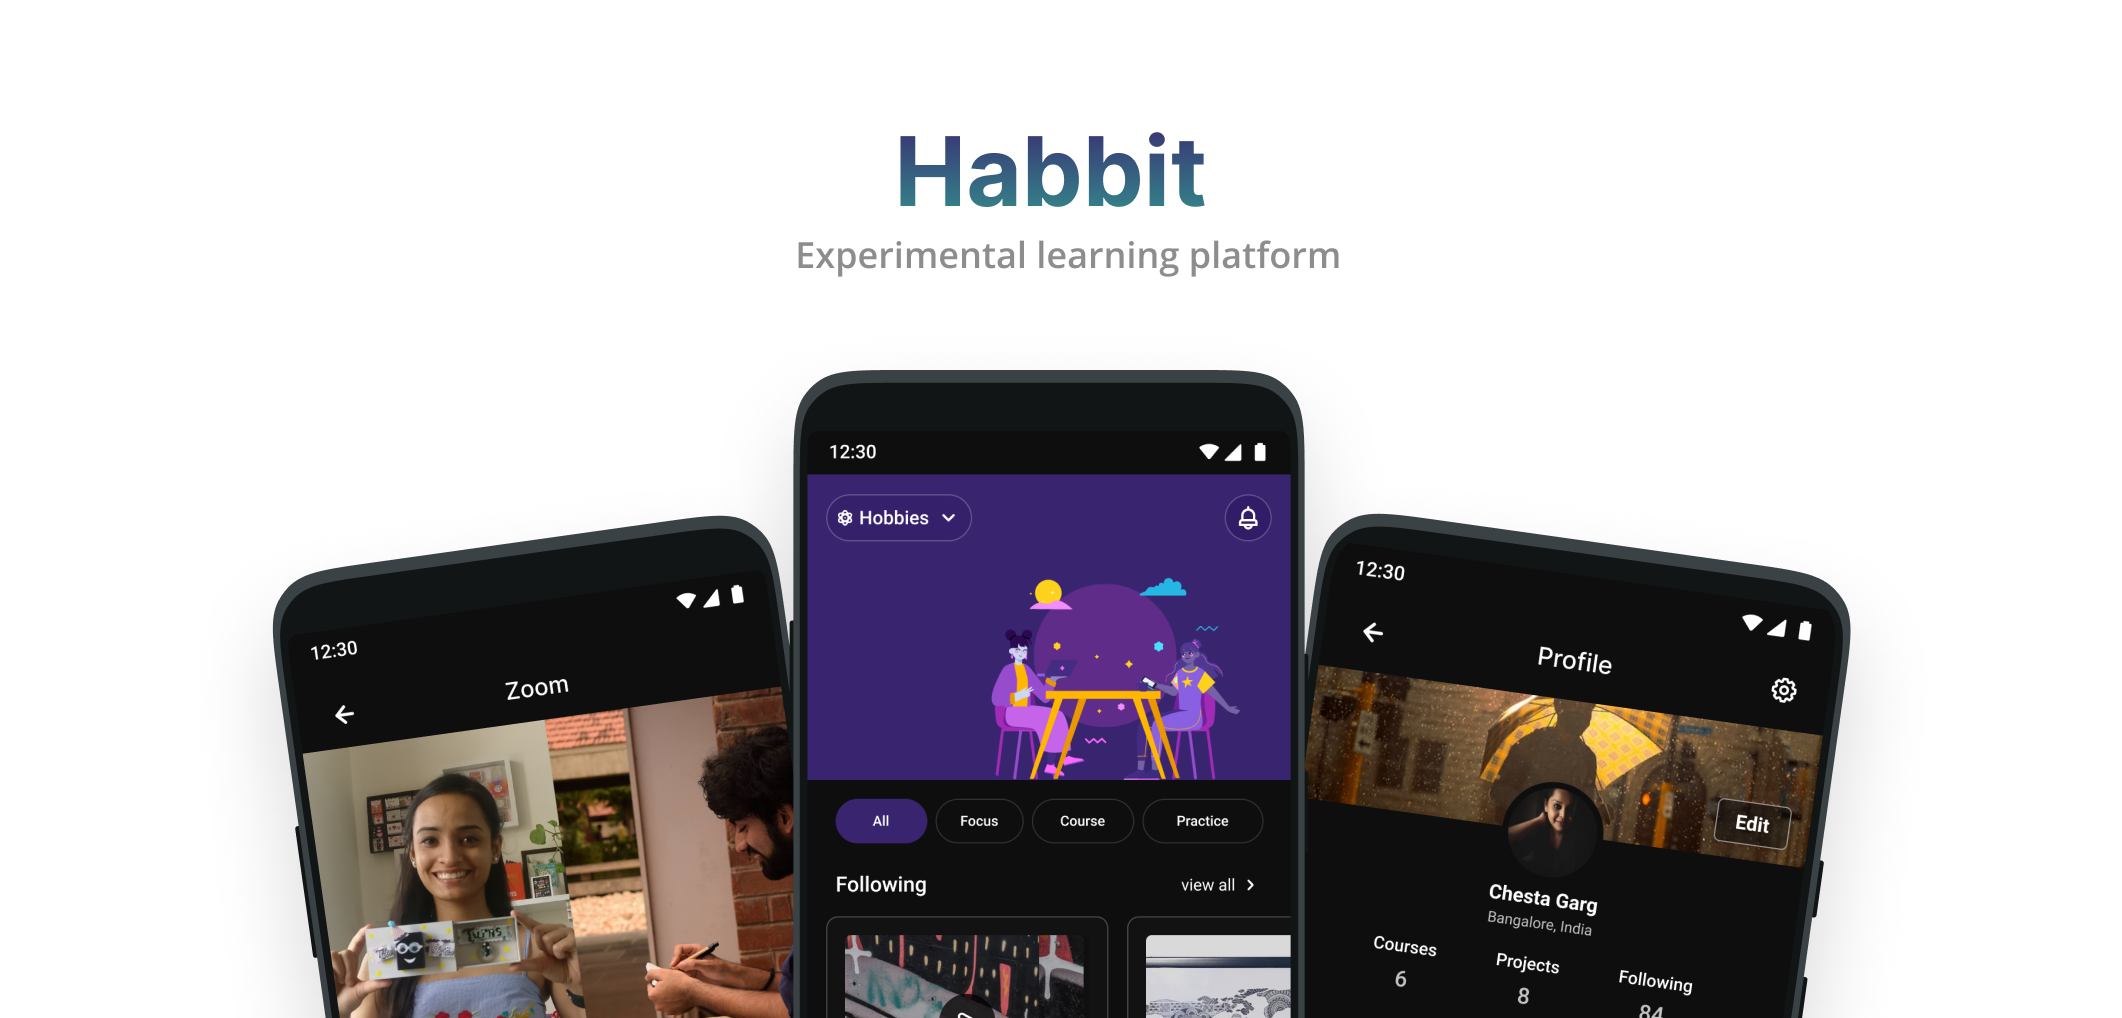 Habbit
Experimental learning platform
12:30
Zoom
12:30
Hobbies
All Focus Course Practice
Following view all
12:30
Profile
Edit
Chesta Garg
Bangalore, India
Courses Projects Following
6 8 84